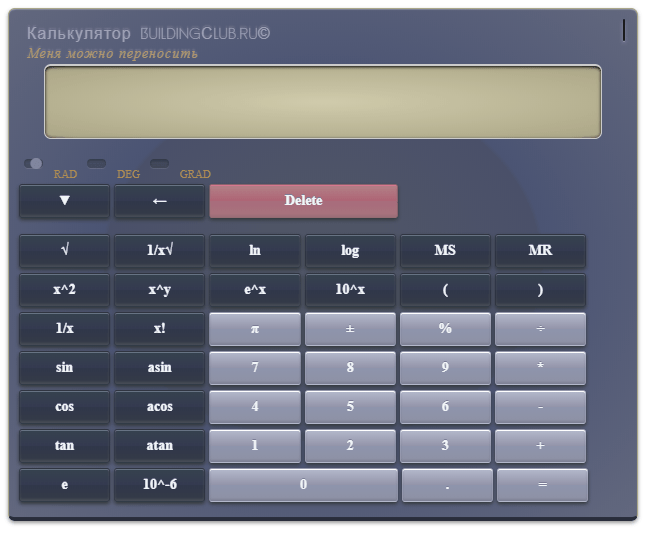 Калькулятор BUILDINGCLUB.RU©
Меня можно переносить
RAD DEG GRAD
▼ ← Delete
√ 1/x√ ln log MS MR
x^2 x^y e^x 10^x ( )
1/x x! π ± % ÷
sin asin 7 8 9 *
cos acos 4 5 6 -
tan atan 1 2 3 +
e 10^-6 0 . =